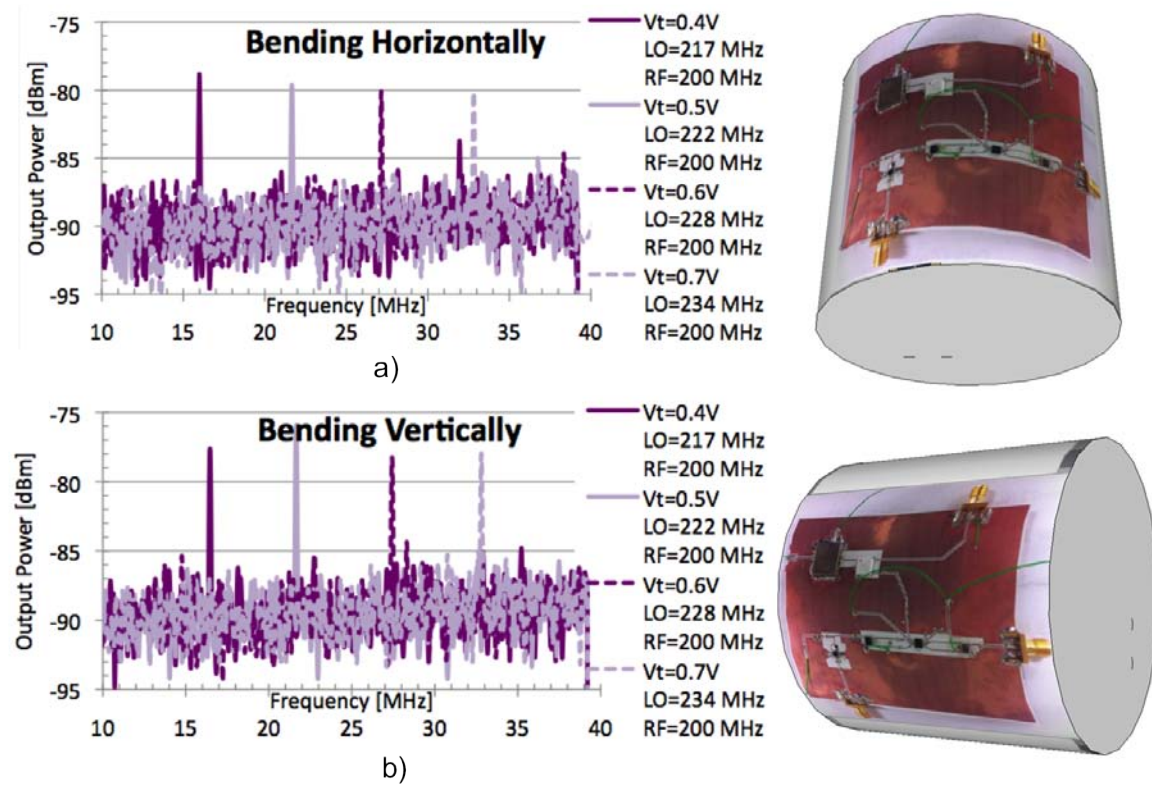 Bending Horizontally
Output Power [dBm]
-75
-80
-85
-90
-95
10
15
20
25
30
35
40
Frequency [MHz]
Vt=0.4V
LO=217 MHz
RF=200 MHz
Vt=0.5V
LO=222 MHz
RF=200 MHz
Vt=0.6V
LO=228 MHz
RF=200 MHz
Vt=0.7V
LO=234 MHz
RF=200 MHz
a)
Bending Vertically
Output Power [dBm]
-75
-80
-85
-90
-95
Frequency [MHz]
10
15
20
25
30
35
40
Vt=0.4V
LO=217 MHz
RF=200 MHz
Vt=0.5V
LO=222 MHz
RF=200 MHz
Vt=0.6V
LO=228 MHz
RF=200 MHz
Vt=0.7V
LO=234 MHz
RF=200 MHz
b)